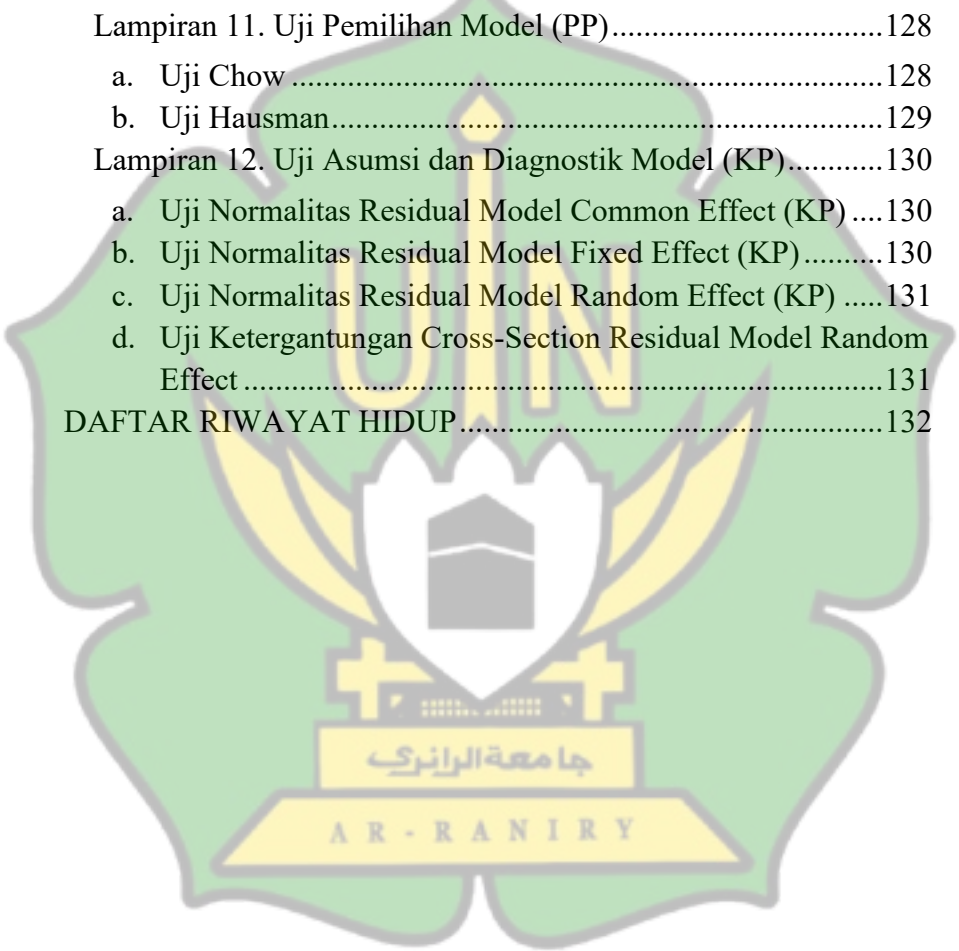 Lampiran 11. Uji Pemilihan Model (PP)..................................128
a. Uji Chow..........................................................................128
b. Uji Hausman.....................................................................129
Lampiran 12. Uji Asumsi dan Diagnostik Model (KP)............130
a. Uji Normalitas Residual Model Common Effect (KP)....130
b. Uji Normalitas Residual Model Fixed Effect (KP)..........130
c. Uji Normalitas Residual Model Random Effect (KP) .....131
d. Uji Ketergantungan Cross-Section Residual Model Random
Effect................................................................................131
DAFTAR RIWAYAT HIDUP.....................................................132
UIN
جامعة الرانري
AR-RANIRY